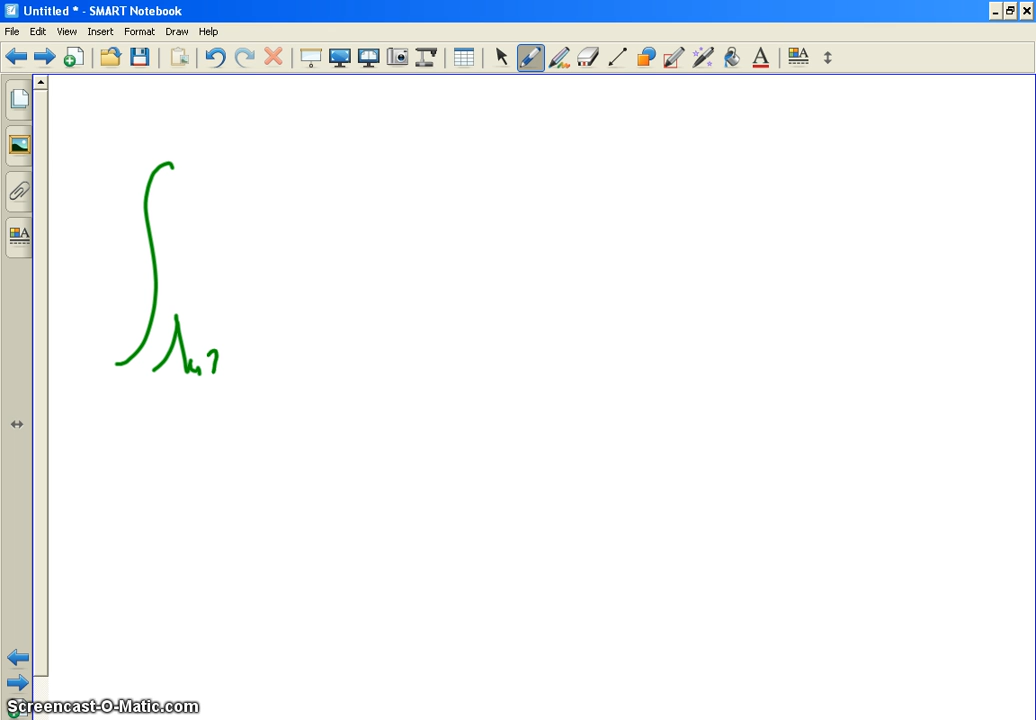 Untitled * - SMART Notebook
File Edit View Insert Format Draw Help
∫
Screencast-O-Matic.com